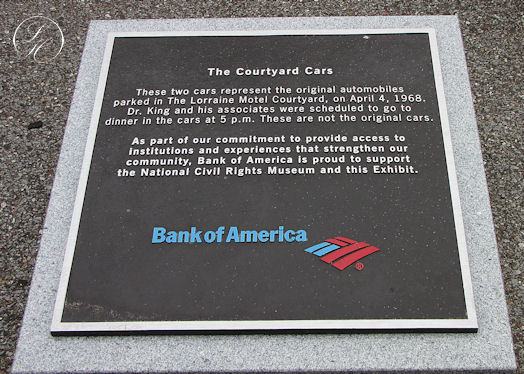 The Courtyard Cars
These two cars represent the original automobiles
parked in The Lorraine Motel Courtyard, on April 4, 1968.
Dr. King and his associates were scheduled to go to
dinner in the cars at 5 p.m. These are not the original cars.
As part of our commitment to provide access to
institutions and experiences that strengthen our
community, Bank of America is proud to support
the National Civil Rights Museum and this Exhibit.
Bank of America
®